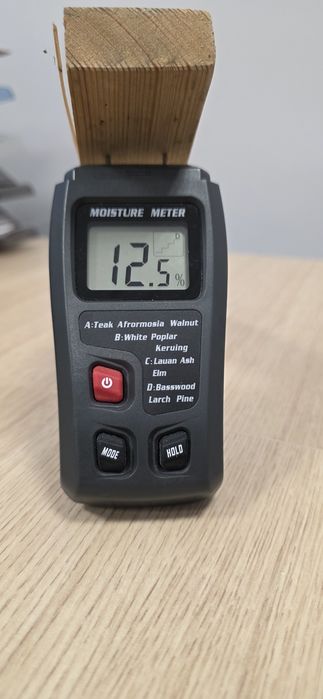 MOISTURE METER
D
12.5%
A:Teak Afrormosia Walnut
B:White Poplar
Keruing
C:Lauan Ash
Elm
D:Basswood
Larch Pine
MODE
HOLD